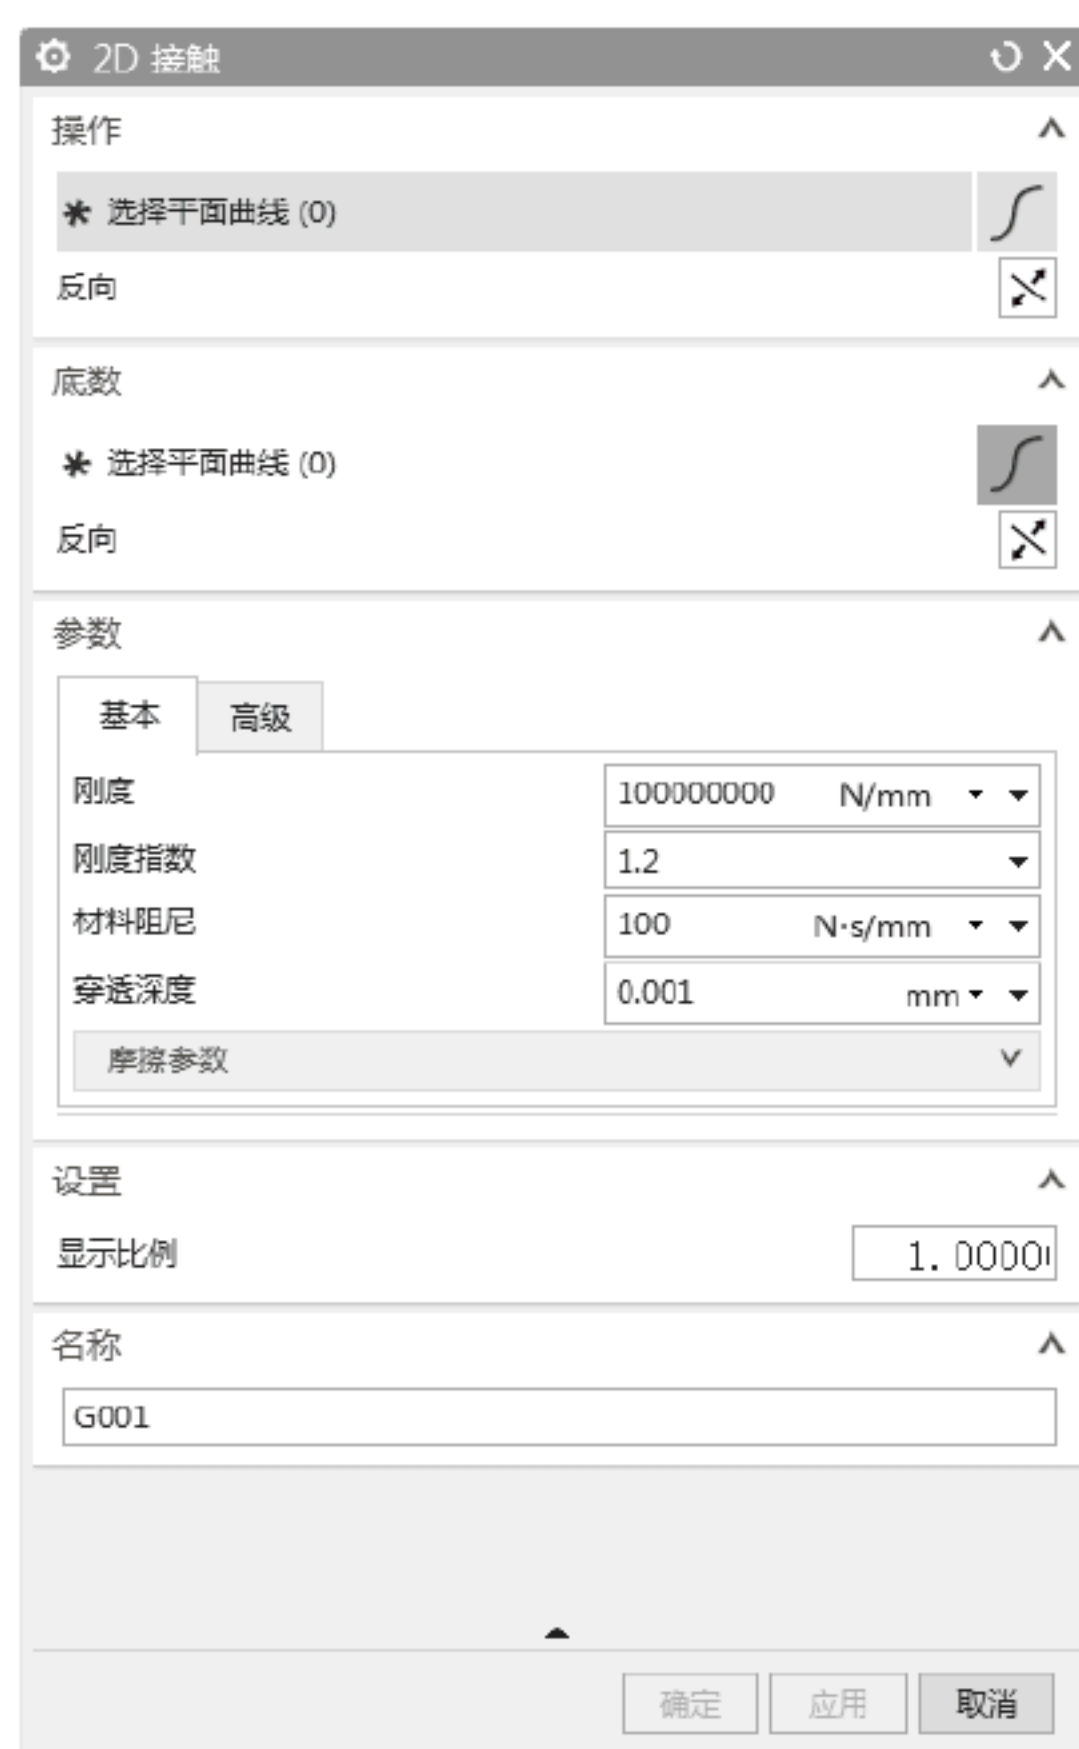 2D 接触
操作
* 选择平面曲线 (0)
反向
底数
* 选择平面曲线 (0)
反向
参数
基本 高级
刚度 100000000 N/mm
刚度指数 1.2
材料阻尼 100 N·s/mm
穿透深度 0.001 mm
摩擦参数
设置
显示比例 1.0000
名称
G001
确定 应用 取消